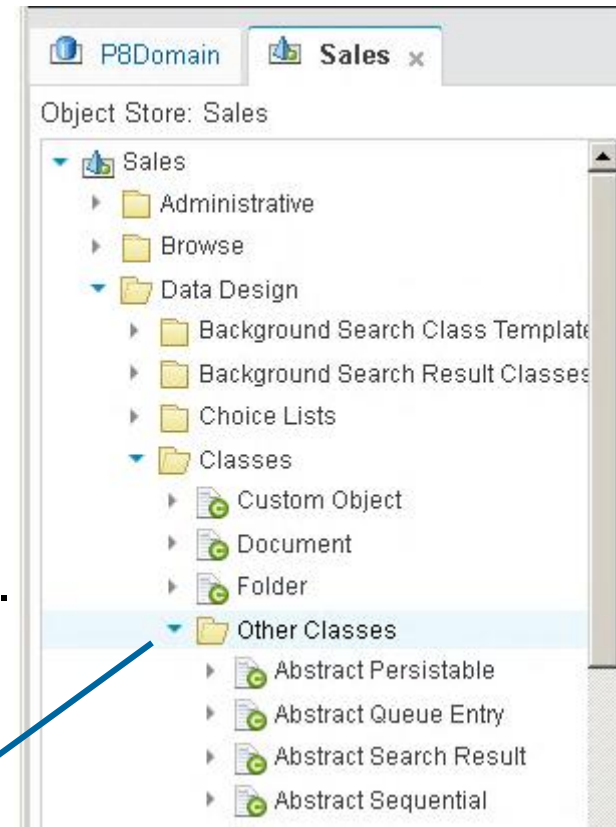 P8Domain Sales x
Object Store: Sales
Sales
Administrative
Browse
Data Design
Background Search Class Template
Background Search Result Classes
Choice Lists
Classes
Custom Object
Document
Folder
.
Other Classes
Abstract Persistable
Abstract Queue Entry
Abstract Search Result
Abstract Sequential